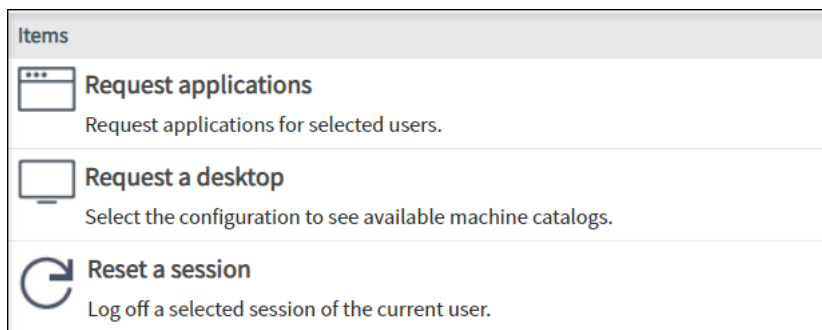 Items
Request applications
Request applications for selected users.
Request a desktop
Select the configuration to see available machine catalogs.
Reset a session
Log off a selected session of the current user.